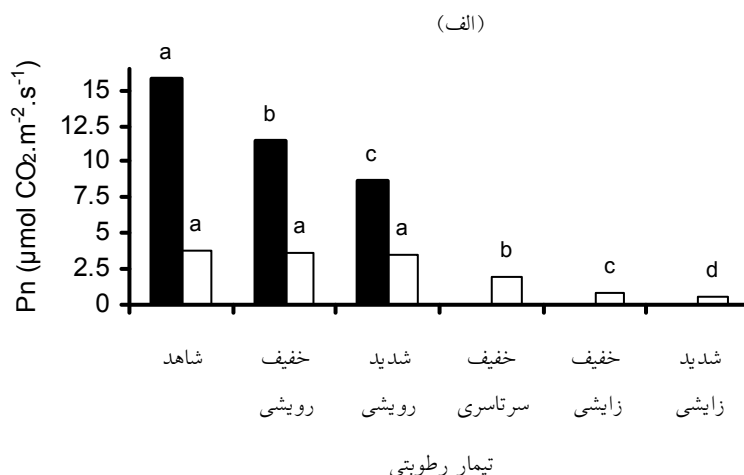 (الف)
Pn (µmol CO₂.m⁻².s⁻¹)
15
12.5
10
7.5
5
2.5
0
a
b
c
a
a
a
b
c
d
شاهد
خفیف رویشی
شدید رویشی
خفیف سرتاسری
خفیف زایشی
شدید زایشی
تیمار رطوبتی